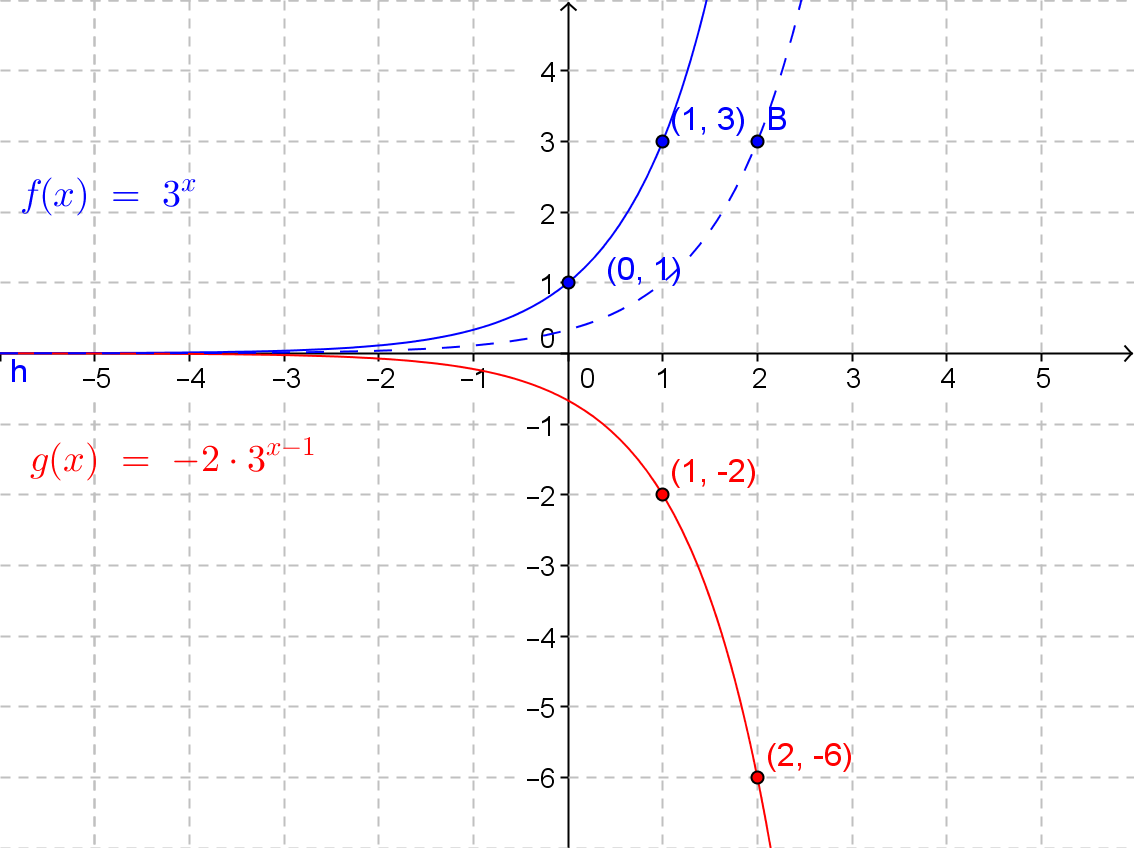 4
(1, 3) B
3
f(x) = 3^x
2
(0, 1)
1
0
h
−5 −4 −3 −2 −1 0 1 2 3 4 5
−1
g(x) = −2 · 3^{x−1}
(1, -2)
−2
−3
−4
−5
(2, -6)
−6